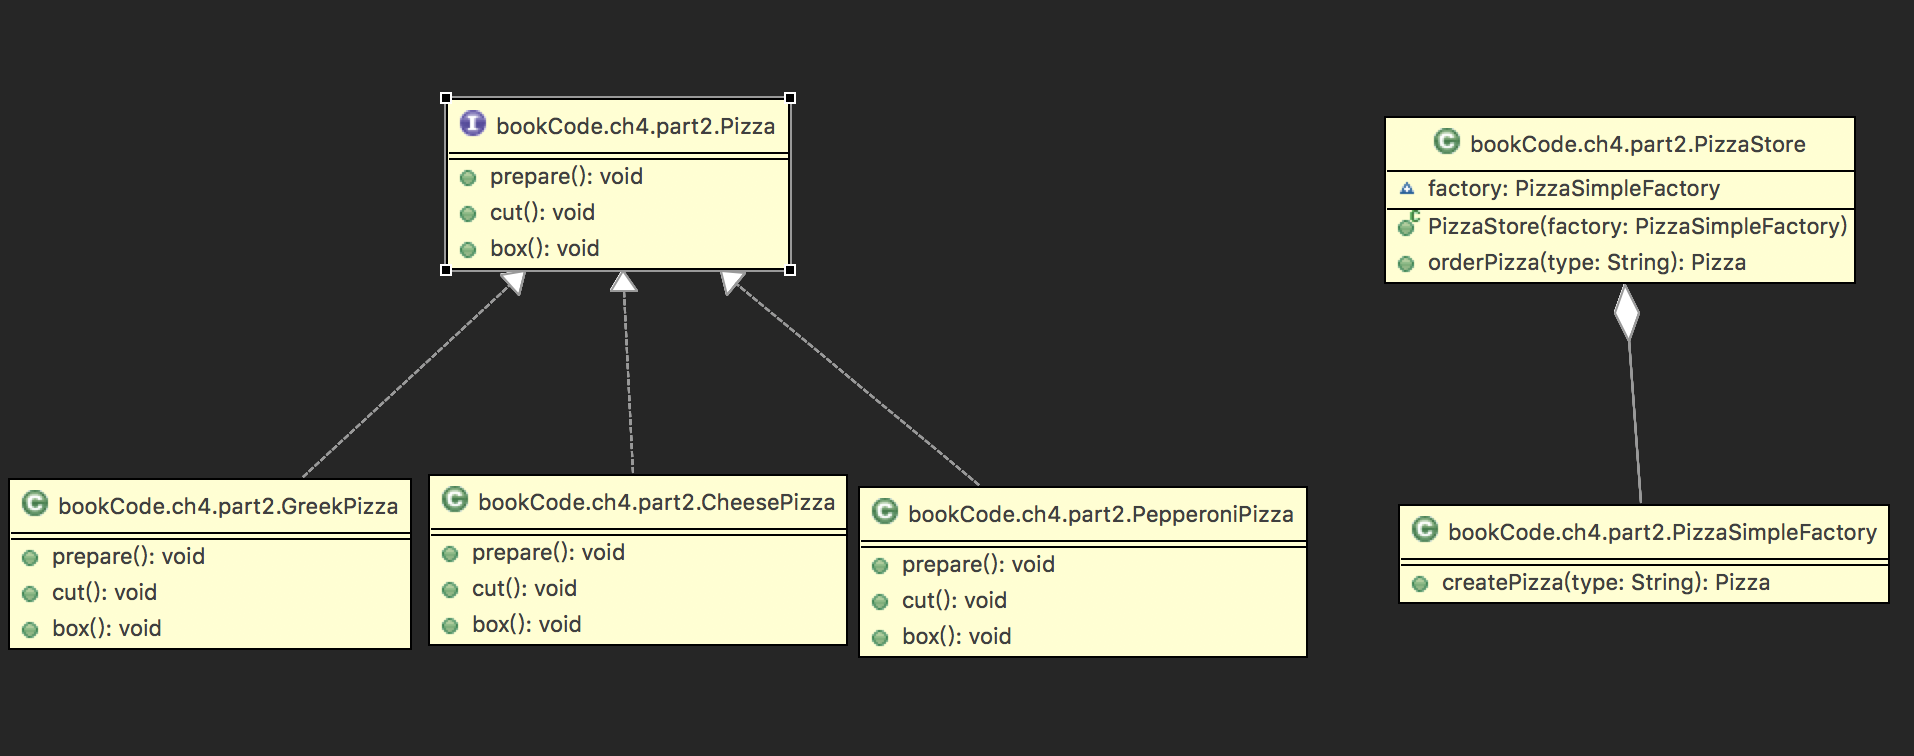 I bookCode.ch4.part2.Pizza
prepare(): void
cut(): void
box(): void
C bookCode.ch4.part2.PizzaStore
factory: PizzaSimpleFactory
C PizzaStore(factory: PizzaSimpleFactory)
orderPizza(type: String): Pizza
C bookCode.ch4.part2.GreekPizza
prepare(): void
cut(): void
box(): void
C bookCode.ch4.part2.CheesePizza
prepare(): void
cut(): void
box(): void
C bookCode.ch4.part2.PepperoniPizza
prepare(): void
cut(): void
box(): void
C bookCode.ch4.part2.PizzaSimpleFactory
createPizza(type: String): Pizza